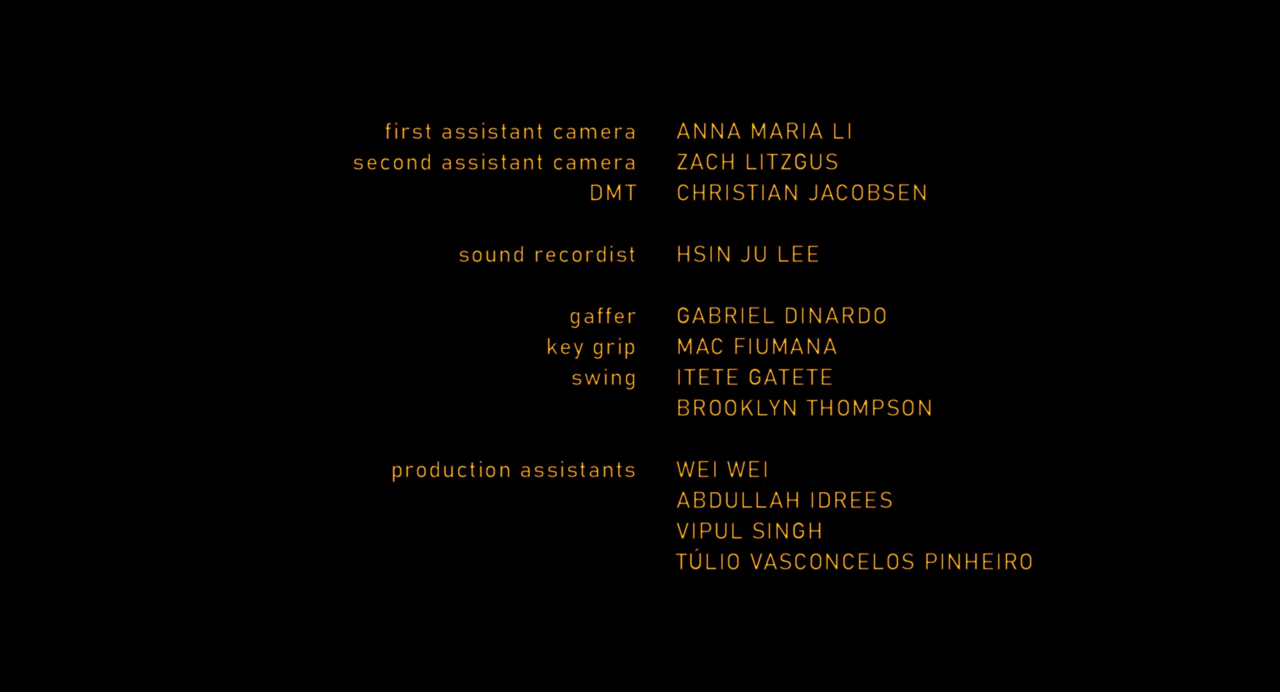 first assistant camera ANNA MARIA LI
second assistant camera ZACH LITZGUS
DMT CHRISTIAN JACOBSEN
sound recordist HSIN JU LEE
gaffer GABRIEL DINARDO
key grip MAC FIUMANA
swing ITETE GATETE
BROOKLYN THOMPSON
production assistants WEI WEI
ABDULLAH IDREES
VIPUL SINGH
TÚLIO VASCONCELOS PINHEIRO